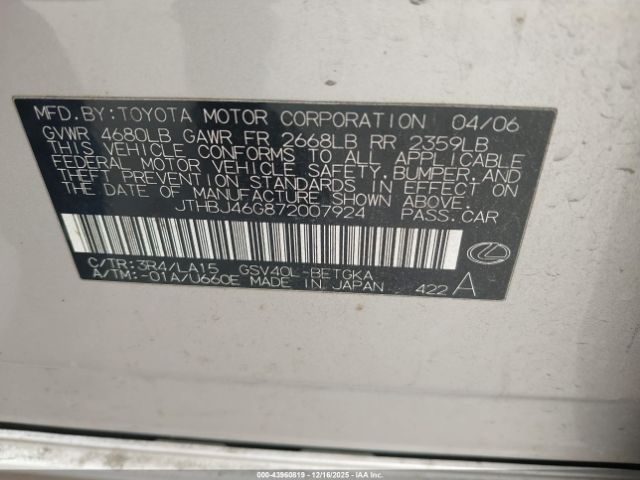 MFD. BY: TOYOTA MOTOR CORPORATION 04/06
GVWR 4680LB GAWR FR 2668LB RR 2359LB
THIS VEHICLE CONFORMS TO ALL APPLICABLE
FEDERAL MOTOR VEHICLE SAFETY, BUMPER, AND
THEFT PREVENTION STANDARDS IN EFFECT ON
THE DATE OF MANUFACTURE SHOWN ABOVE.
JTHBJ46G872007924 PASS. CAR
C/TR: 3R4/LA15 GSV40L-BETGKA
A/TM: -01A/U660E MADE IN JAPAN 422 A
000-43960819 - 12/16/2025 - IAA Inc.